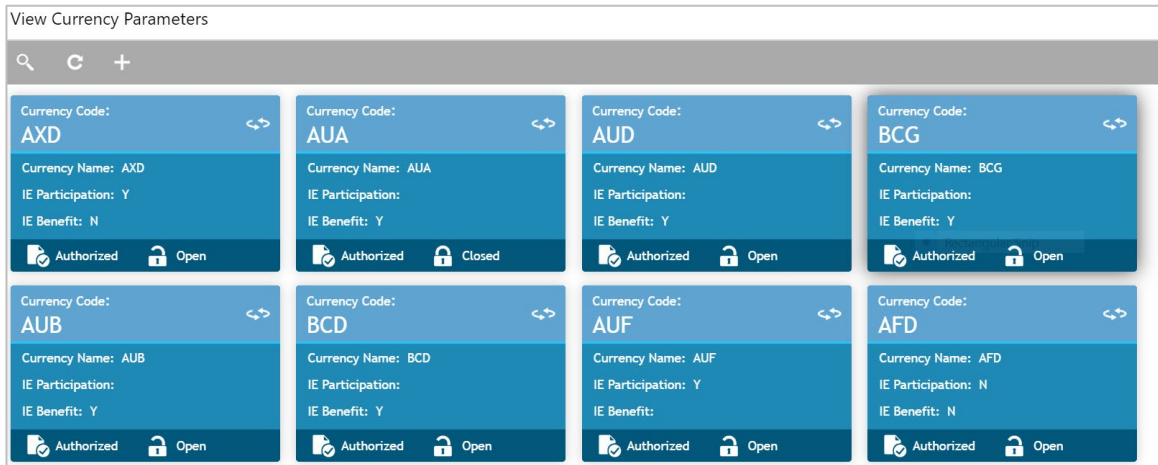 View Currency Parameters
Currency Code:
AXD
Currency Name: AXD
IE Participation: Y
IE Benefit: N
Authorized Open
Currency Code:
AUA
Currency Name: AUA
IE Participation:
IE Benefit: Y
Authorized Closed
Currency Code:
AUD
Currency Name: AUD
IE Participation:
IE Benefit: Y
Authorized Open
Currency Code:
BCG
Currency Name: BCG
IE Participation:
IE Benefit: Y
Rectangular Snip
Authorized Open
Currency Code:
AUB
Currency Name: AUB
IE Participation:
IE Benefit: Y
Authorized Open
Currency Code:
BCD
Currency Name: BCD
IE Participation:
IE Benefit: Y
Authorized Open
Currency Code:
AUF
Currency Name: AUF
IE Participation: Y
IE Benefit:
Authorized Open
Currency Code:
AFD
Currency Name: AFD
IE Participation: N
IE Benefit: N
Authorized Open